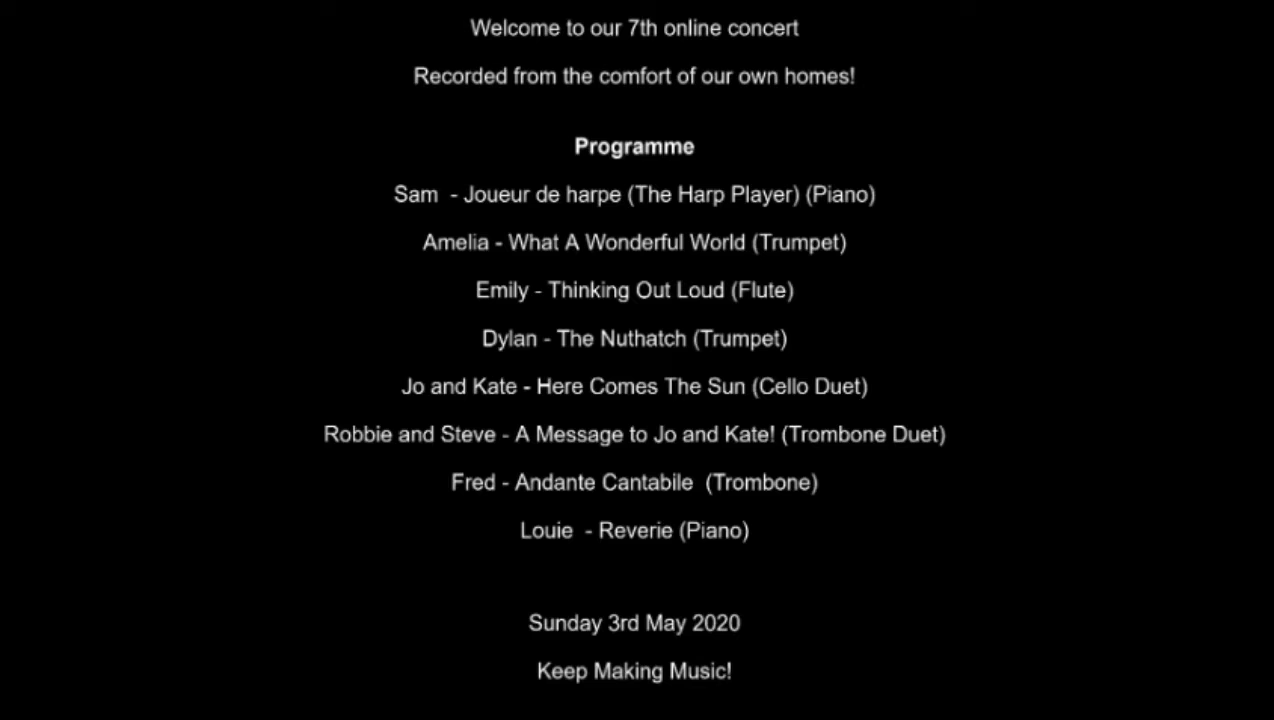 Welcome to our 7th online concert
Recorded from the comfort of our own homes!
Programme
Sam  - Joueur de harpe (The Harp Player) (Piano)
Amelia - What A Wonderful World (Trumpet)
Emily - Thinking Out Loud (Flute)
Dylan - The Nuthatch (Trumpet)
Jo and Kate - Here Comes The Sun (Cello Duet)
Robbie and Steve - A Message to Jo and Kate! (Trombone Duet)
Fred - Andante Cantabile  (Trombone)
Louie  - Reverie (Piano)
Sunday 3rd May 2020
Keep Making Music!